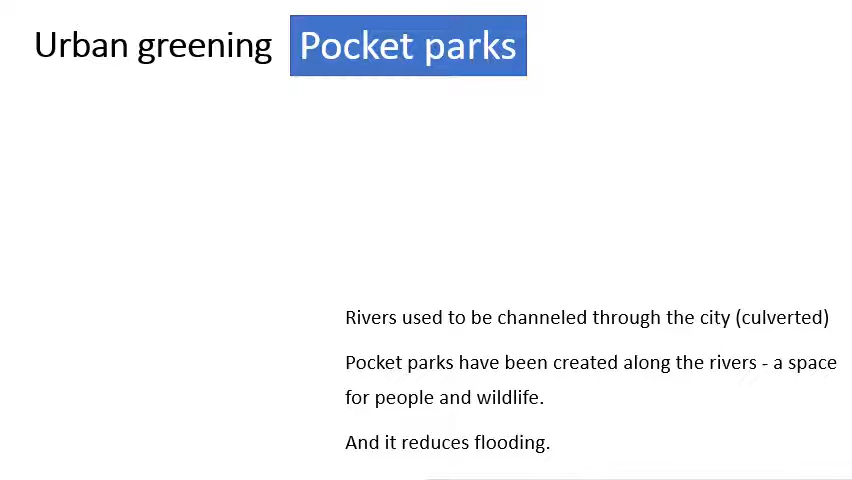 Urban greening Pocket parks
Rivers used to be channeled through the city (culverted)
Pocket parks have been created along the rivers - a space
for people and wildlife.
And it reduces flooding.